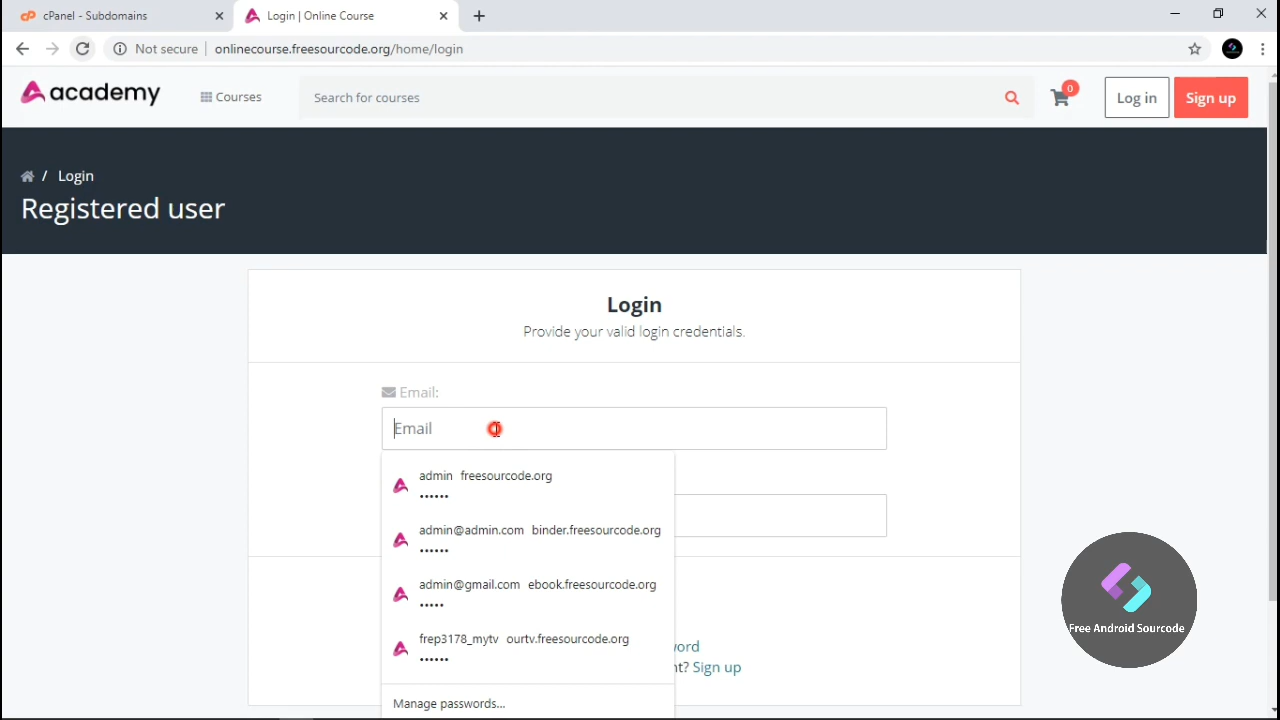 cPanel - Subdomains
Login | Online Course
Not secure
onlinecourse.freesourcode.org/home/login
academy
Courses
Search for courses
0
Log in
Sign up
/ Login
Registered user
Login
Provide your valid login credentials.
Email:
Email
admin freesourcode.org
••••••
admin@admin.com binder.freesourcode.org
••••••
admin@gmail.com ebook.freesourcode.org
•••••
frep3178_mytv ourtv.freesourcode.org
••••••
Manage passwords...
Sign up
Free Android Sourcode